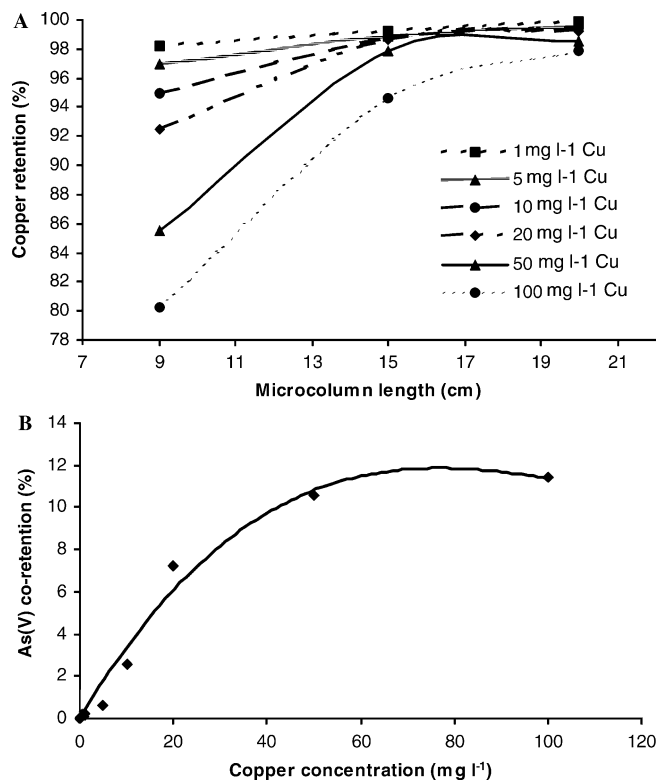 A
Copper retention (%)
100
98
96
94
92
90
88
86
84
82
80
78
7
9
11
13
15
17
19
21
Microcolumn length (cm)
1mg l-1 Cu
5 mg l-1 Cu
10 mg l-1 Cu
20 mg l-1 Cu
50 mg l-1 Cu
100 mg l-1 Cu
B
As(V) co-retention (%)
14
12
10
8
6
4
2
0
0
20
40
60
80
100
120
Copper concentration (mg l⁻¹)